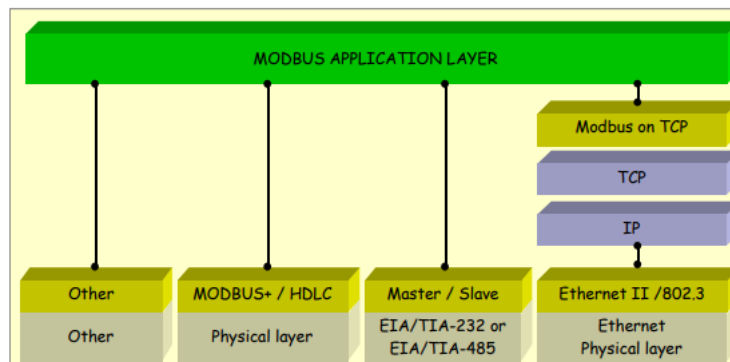 MODBUS APPLICATION LAYER
Modbus on TCP
TCP
IP
Other
MODBUS+ / HDLC
Master / Slave
Ethernet II /802.3
Other
Physical layer
EIA/TIA-232 or
EIA/TIA-485
Ethernet
Physical layer